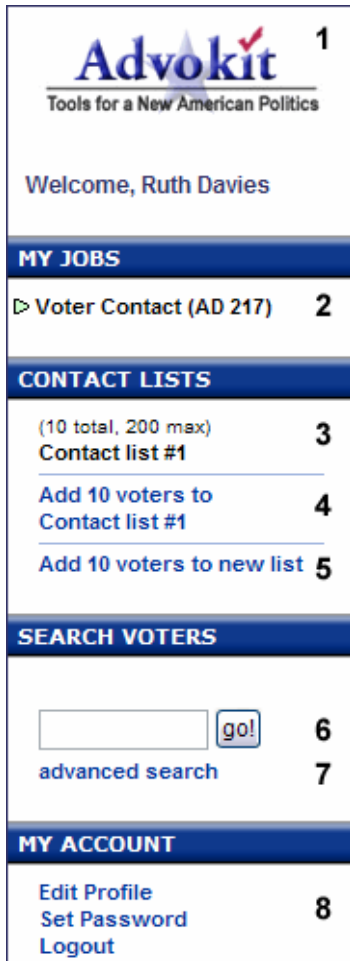 Advokit 1
Tools for a New American Politics
Welcome, Ruth Davies
MY JOBS
Voter Contact (AD 217) 2
CONTACT LISTS
(10 total, 200 max)
Contact list #1 3
Add 10 voters to
Contact list #1 4
Add 10 voters to new list 5
SEARCH VOTERS
go! 6
advanced search 7
MY ACCOUNT
Edit Profile
Set Password 8
Logout